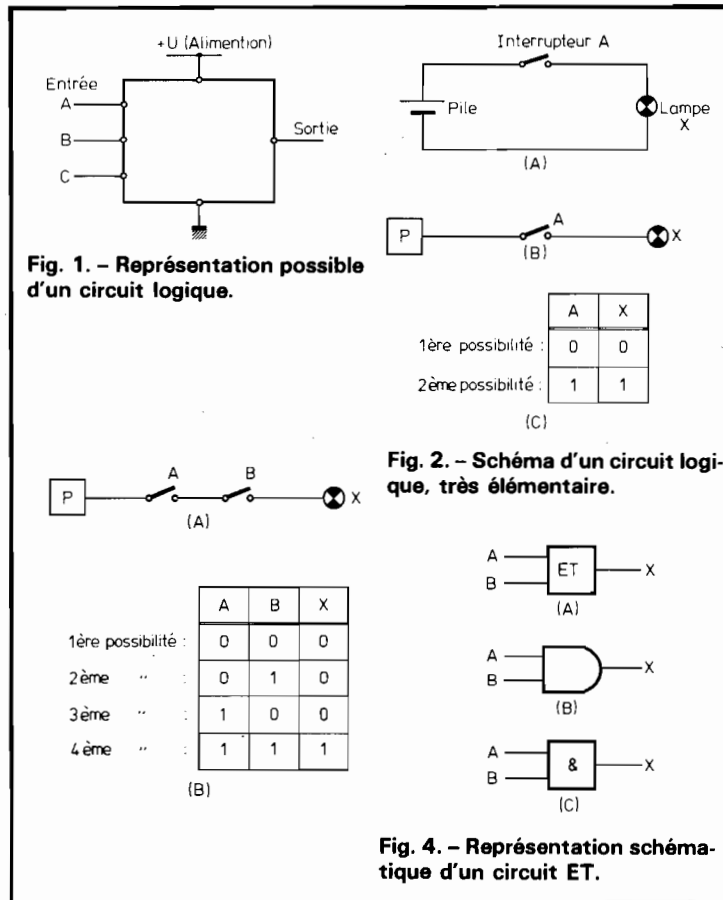 +U (Alimention)
Entrée
A
B
C
Sortie
Fig. 1. – Représentation possible
d'un circuit logique.
Interrupteur A
Pile
Lampe
X
(A)
P
A
X
(B)
A X
1ère possibilité : 0 0
2ème possibilité : 1 1
(C)
Fig. 2. – Schéma d'un circuit logi-
que, très élémentaire.
P
A
B
X
(A)
A B X
1ère possibilité : 0 0 0
2ème " : 0 1 0
3ème " : 1 0 0
4ème " : 1 1 1
(B)
A
B
ET
X
(A)
A
B
X
(B)
A
B
&
X
(C)
Fig. 4. – Représentation schéma-
tique d'un circuit ET.